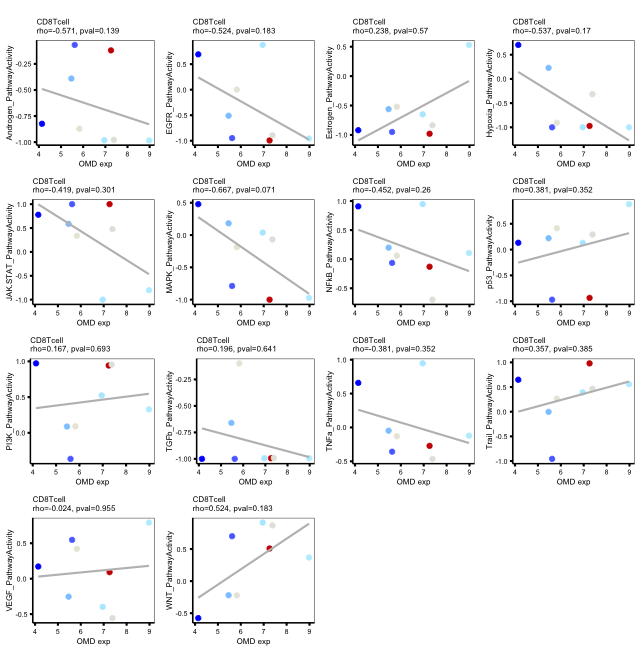 CD8Tcell
rho=-0.571, pval=0.139
Androgen_PathwayActivity
-0.25
-0.50
-0.75
-1.00
4 5 6 7 8 9
OMD exp
CD8Tcell
rho=-0.524, pval=0.183
EGFR_PathwayActivity
0.5
0.0
-0.5
-1.0
4 5 6 7 8 9
OMD exp
CD8Tcell
rho=0.238, pval=0.57
Estrogen_PathwayActivity
0.5
0.0
-0.5
-1.0
4 5 6 7 8 9
OMD exp
CD8Tcell
rho=-0.537, pval=0.17
Hypoxia_PathwayActivity
0.5
0.0
-0.5
-1.0
4 5 6 7 8 9
OMD exp
CD8Tcell
rho=-0.419, pval=0.301
JAK-STAT_PathwayActivity
1.0
0.5
0.0
-0.5
-1.0
4 5 6 7 8 9
OMD exp
CD8Tcell
rho=-0.667, pval=0.071
MAPK_PathwayActivity
0.5
0.0
-0.5
-1.0
4 5 6 7 8 9
OMD exp
CD8Tcell
rho=-0.452, pval=0.26
NFkB_PathwayActivity
0.5
0.0
-0.5
4 5 6 7 8 9
OMD exp
CD8Tcell
rho=0.381, pval=0.352
p53_PathwayActivity
0.5
0.0
-0.5
-1.0
4 5 6 7 8 9
OMD exp
CD8Tcell
rho=0.167, pval=0.693
PI3K_PathwayActivity
1.0
0.5
0.0
4 5 6 7 8 9
OMD exp
CD8Tcell
rho=0.196, pval=0.641
TGFb_PathwayActivity
-0.25
-0.50
-0.75
-1.00
4 5 6 7 8 9
OMD exp
CD8Tcell
rho=-0.381, pval=0.352
TNFa_PathwayActivity
1.0
0.5
0.0
-0.5
4 5 6 7 8 9
OMD exp
CD8Tcell
rho=0.357, pval=0.385
Trail_PathwayActivity
1.0
0.5
0.0
-0.5
-1.0
4 5 6 7 8 9
OMD exp
CD8Tcell
rho=-0.024, pval=0.955
VEGF_PathwayActivity
0.5
0.0
-0.5
4 5 6 7 8 9
OMD exp
CD8Tcell
rho=0.524, pval=0.183
WNT_PathwayActivity
0.5
0.0
-0.5
4 5 6 7 8 9
OMD exp